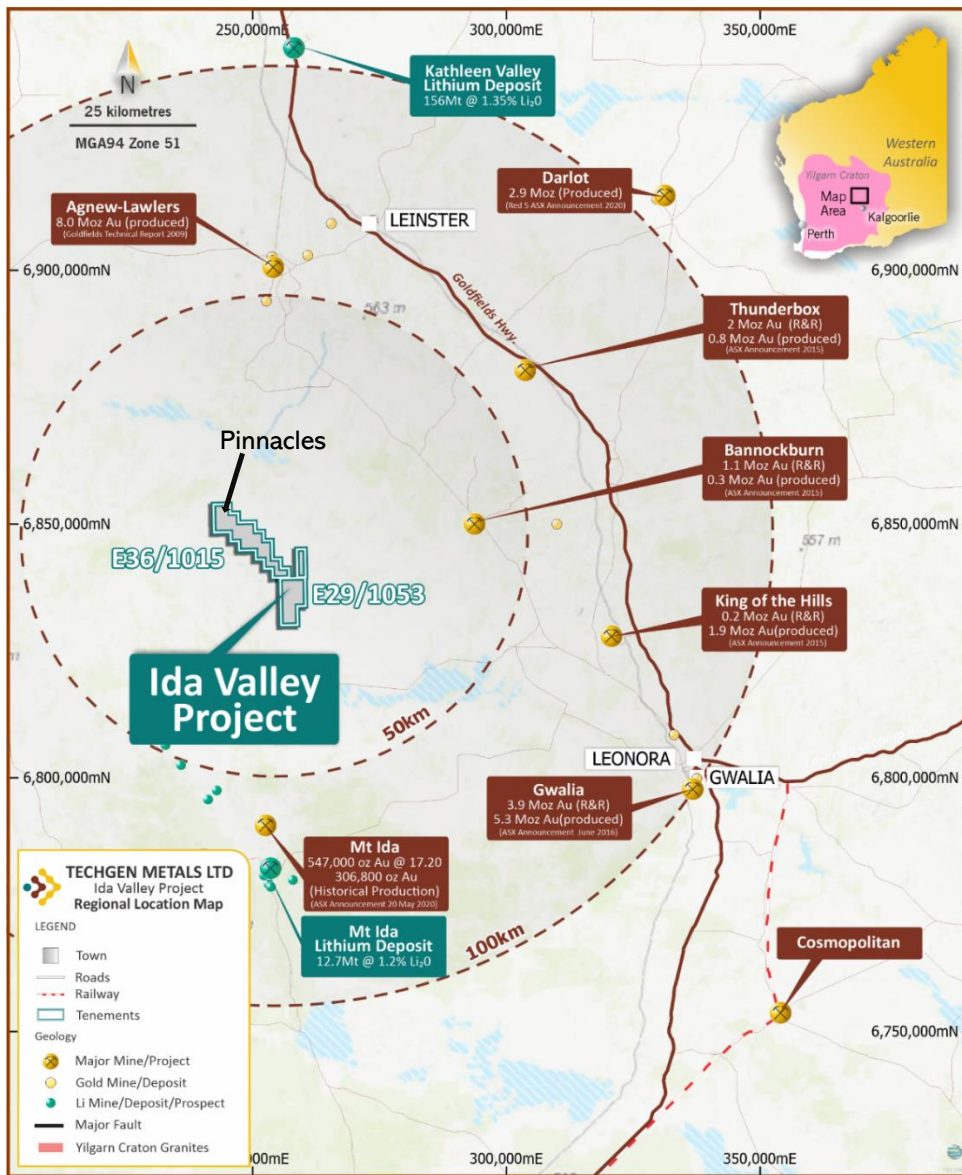 250,000mE
300,000mE
350,000mE
N
25 kilometres
MGA94 Zone 51
Kathleen Valley
Lithium Deposit
156Mt @ 1.35% Li₂0
Western
Australia
Yilgarn Craton
Map
Area
Kalgoorlie
Perth
Darlot
2.9 Moz (Produced)
(Red 5 ASX Announcement 2020)
Agnew-Lawlers
8.0 Moz Au (produced)
(Goldfields Technical Report 2009)
LEINSTER
6,900,000mN
6,900,000mN
Goldfields Hwy.
563 m
Thunderbox
2 Moz Au (R&R)
0.8 Moz Au (produced)
(ASX Announcement 2015)
Pinnacles
Bannockburn
1.1 Moz Au (R&R)
0.3 Moz Au (produced)
(ASX Announcement 2015)
6,850,000mN
6,850,000mN
557 m
E36/1015
E29/1053
King of the Hills
0.2 Moz Au (R&R)
1.9 Moz Au(produced)
(ASX Announcement 2015)
Ida Valley
Project
50km
LEONORA
GWALIA
6,800,000mN
6,800,000mN
Gwalia
3.9 Moz Au (R&R)
5.3 Moz Au(produced)
(ASX Announcement June 2016)
Mt Ida
547,000 oz Au @ 17.20
306,800 oz Au
(Historical Production)
(ASX Announcement 20 May 2020)
Mt Ida
Lithium Deposit
12.7Mt @ 1.2% Li₂0
100km
Cosmopolitan
6,750,000mN
TECHGEN METALS LTD
Ida Valley Project
Regional Location Map
LEGEND
Town
Roads
Railway
Tenements
Geology
Major Mine/Project
Gold Mine/Deposit
Li Mine/Deposit/Prospect
Major Fault
Yilgarn Craton Granites
300,000mE
350,000mE